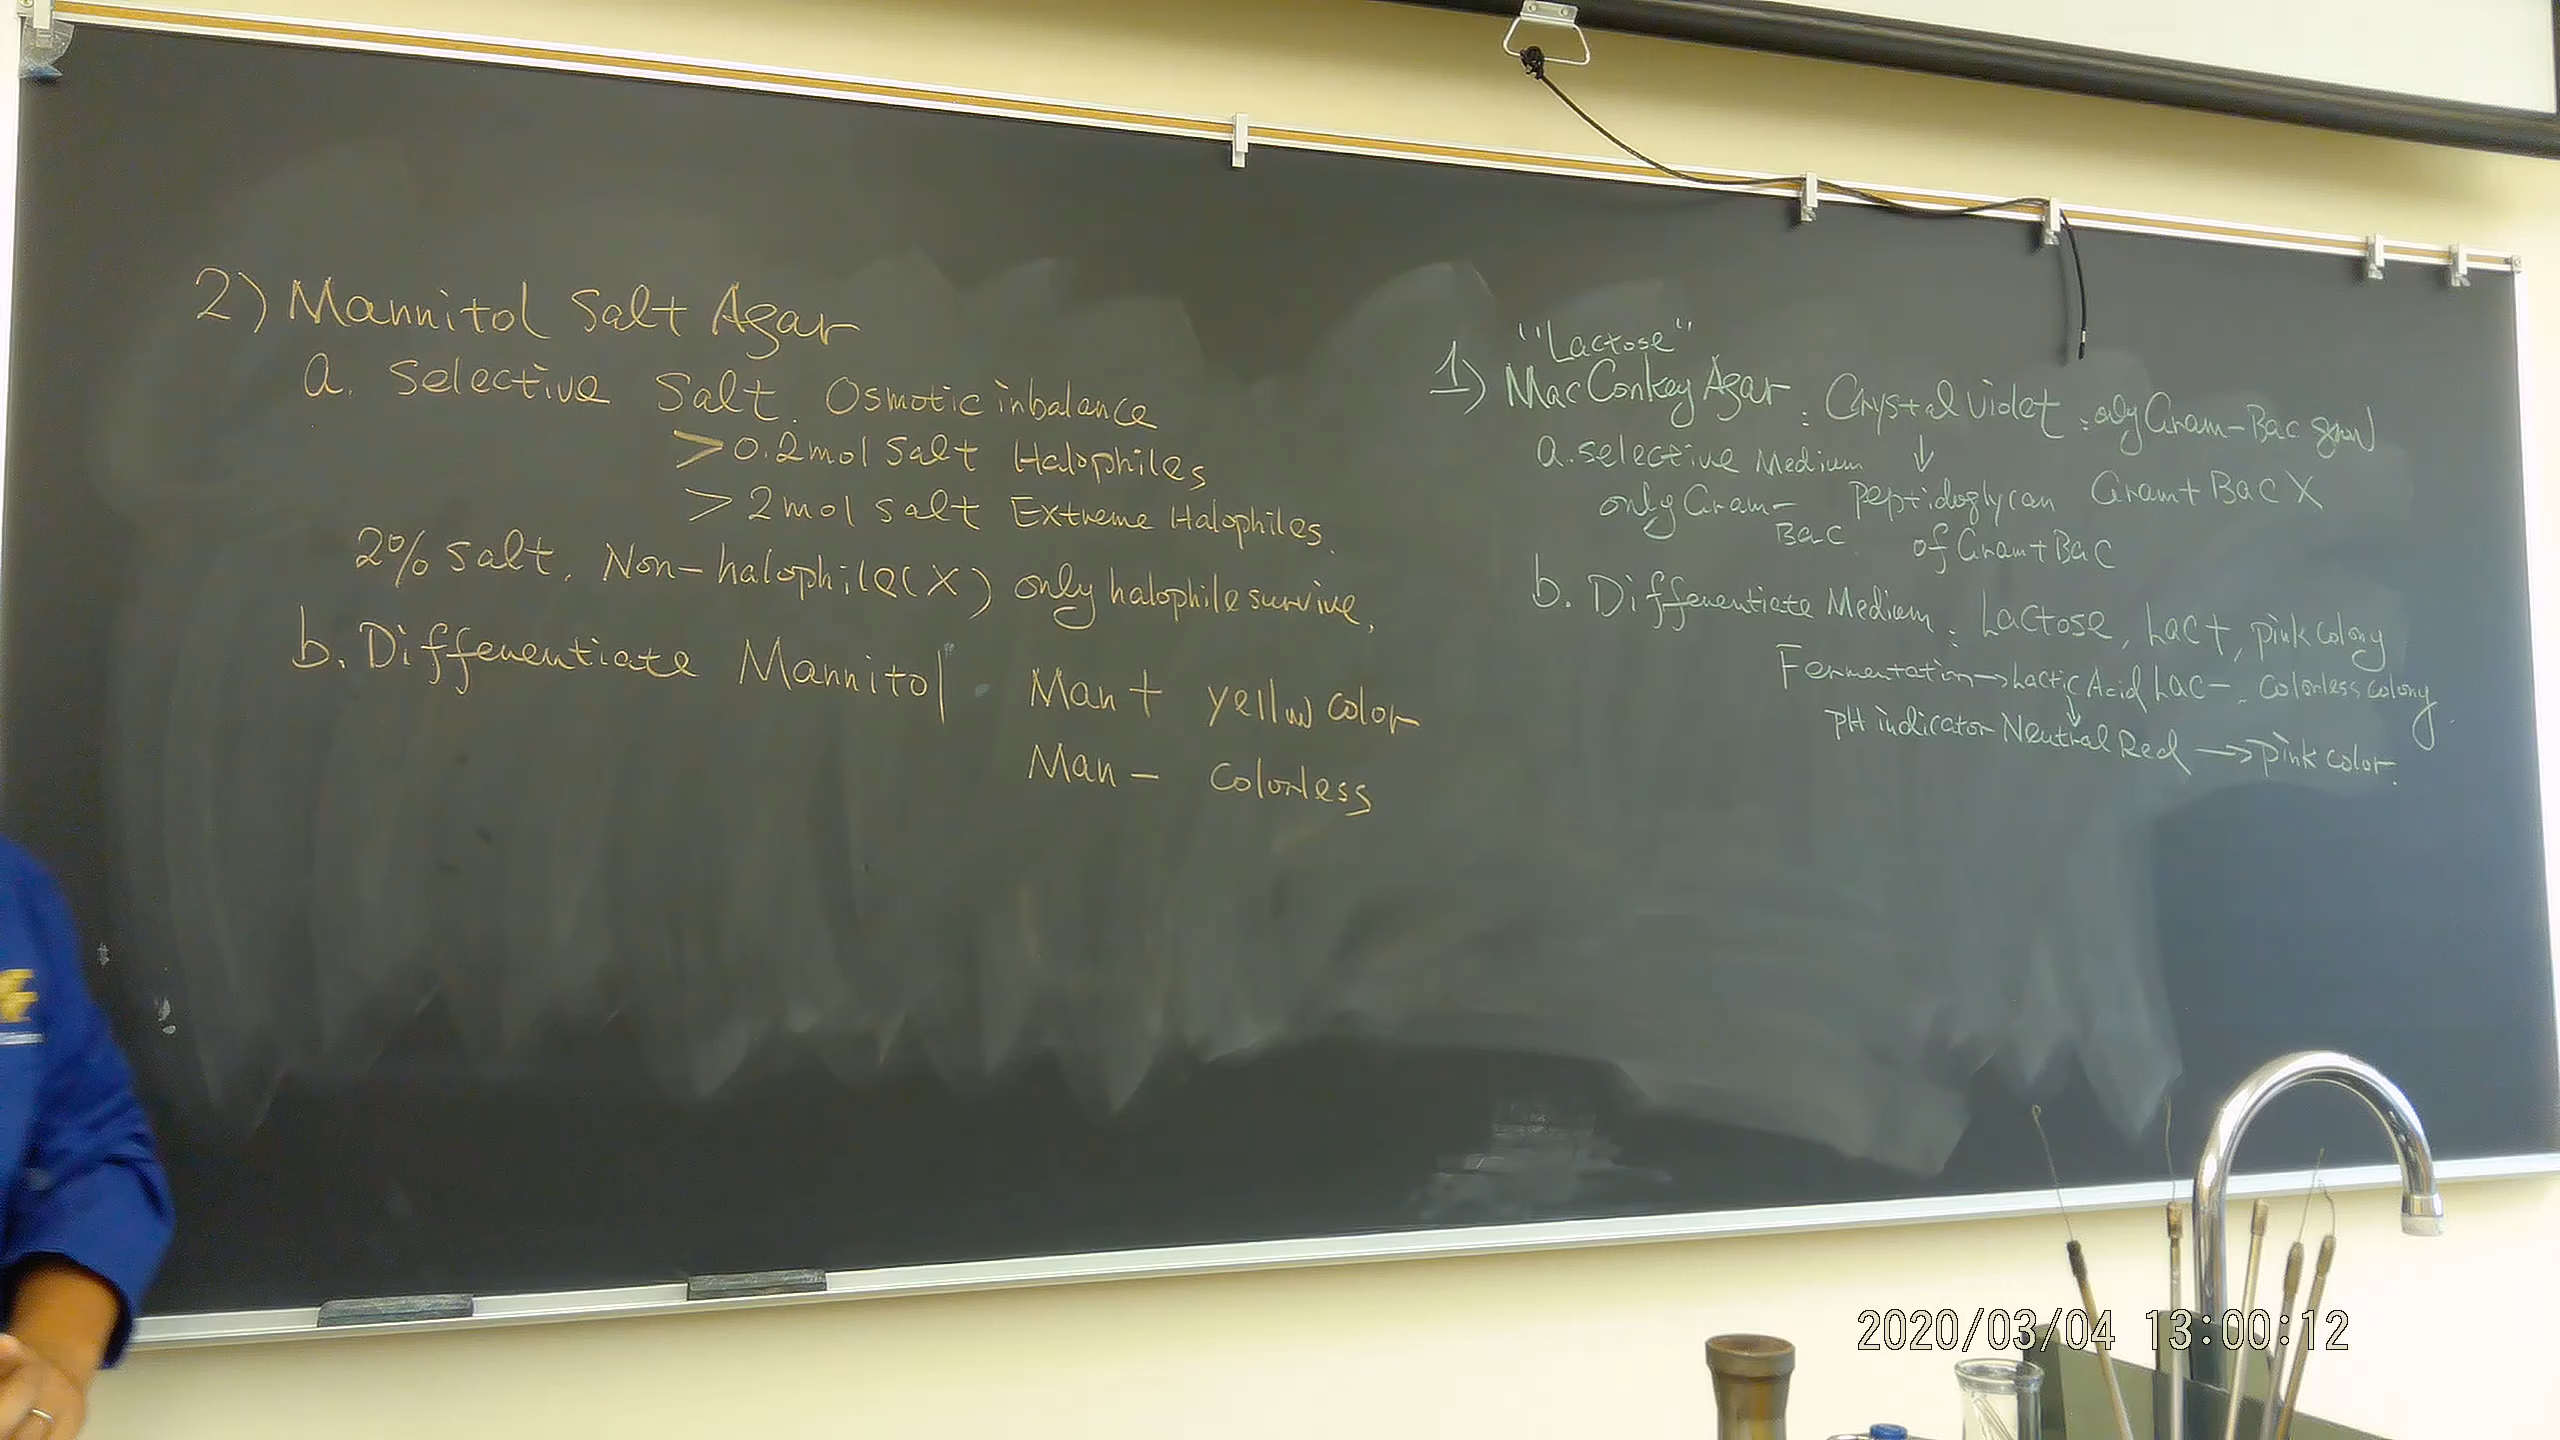 2) Mannitol Salt Agar
a. Selective Salt. Osmotic inbalance
>0.2mol Salt Halophiles
>2mol salt Extreme Halophiles.
2% salt. Non-halophile(X) only halophile survive.
b. Differentiate Mannitol. Man+ yellow color
Man- Colorless
"Lactose"
1) MacConkey Agar: Crystal Violet: only Gram- Bac grow
a. selective Medium ↓
only Gram- Peptidoglycan Gram+ Bac X
Bac of Gram+ Bac
b. Differentiate Medium: Lactose, Lac+, pink colony
Fermentation→Lactic Acid Lac-, Colorless colony
↓
pH indicator Neutral Red → pink color.
2020/03/04 13:00:12